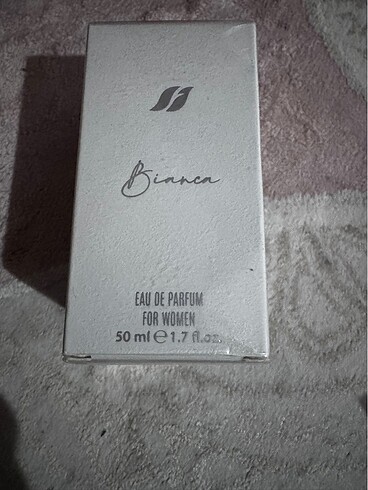 Bianca
EAU DE PARFUM
FOR WOMEN
50 ml ℮ 1.7 fl.oz.